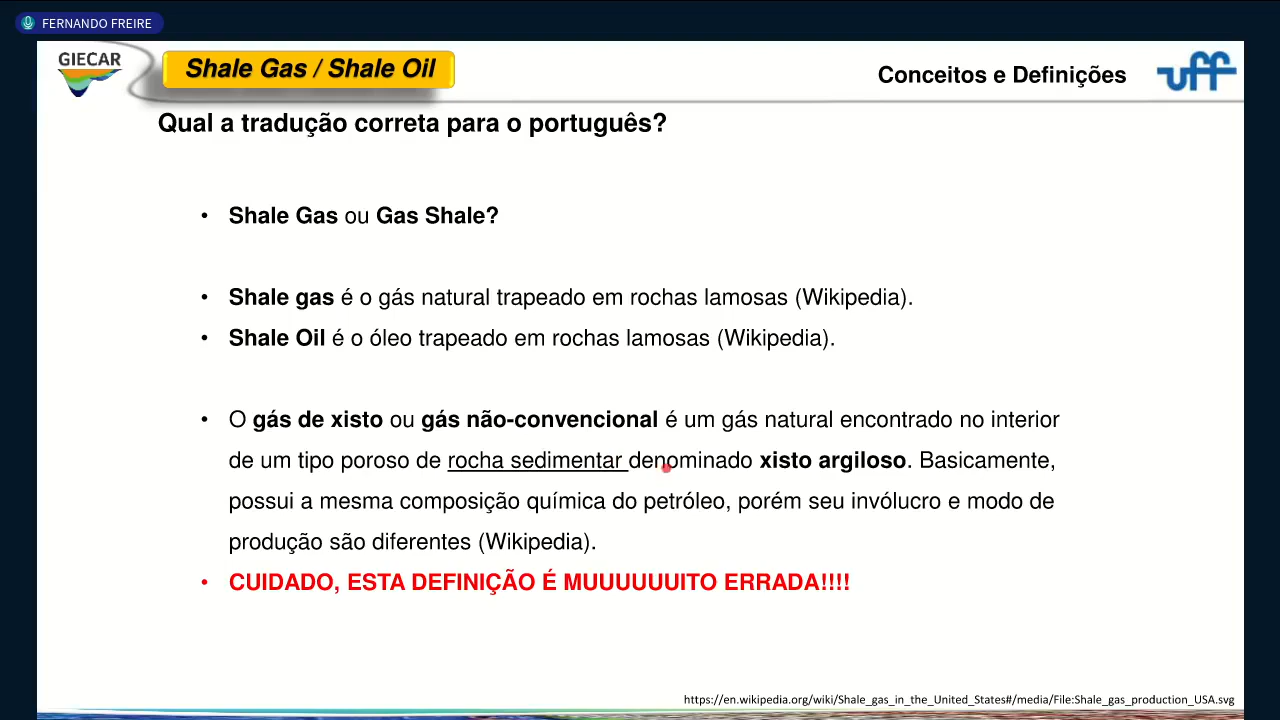 FERNANDO FREIRE
GIECAR
Shale Gas / Shale Oil
Conceitos e Definições
uff
Qual a tradução correta para o português?
• Shale Gas ou Gas Shale?
• Shale gas é o gás natural trapeado em rochas lamosas (Wikipedia).
• Shale Oil é o óleo trapeado em rochas lamosas (Wikipedia).
• O gás de xisto ou gás não-convencional é um gás natural encontrado no interior
de um tipo poroso de rocha sedimentar denominado xisto argiloso. Basicamente,
possui a mesma composição química do petróleo, porém seu invólucro e modo de
produção são diferentes (Wikipedia).
• CUIDADO, ESTA DEFINIÇÃO É MUUUUUUITO ERRADA!!!!
https://en.wikipedia.org/wiki/Shale_gas_in_the_United_States#/media/File:Shale_gas_production_USA.svg